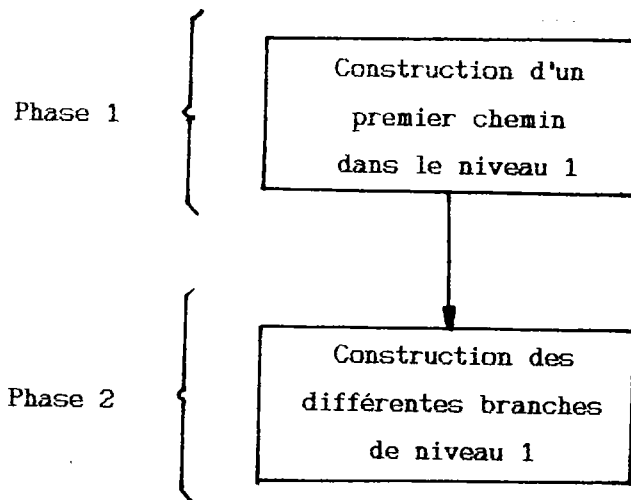 Phase 1
Construction d'un
premier chemin
dans le niveau 1
Phase 2
Construction des
différentes branches
de niveau 1